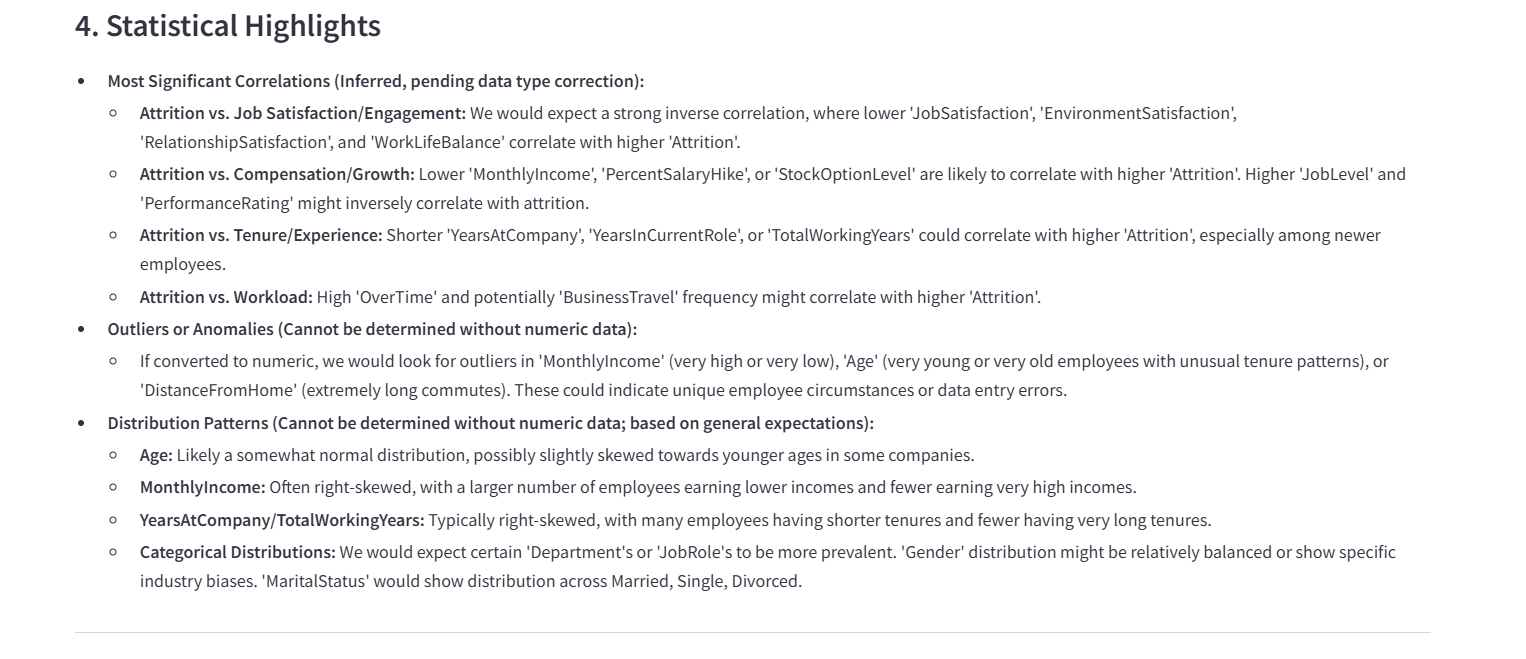 4. Statistical Highlights
• Most Significant Correlations (Inferred, pending data type correction):
◦ Attrition vs. Job Satisfaction/Engagement: We would expect a strong inverse correlation, where lower 'JobSatisfaction', 'EnvironmentSatisfaction',
'RelationshipSatisfaction', and 'WorkLifeBalance' correlate with higher 'Attrition'.
◦ Attrition vs. Compensation/Growth: Lower 'MonthlyIncome', 'PercentSalaryHike', or 'StockOptionLevel' are likely to correlate with higher 'Attrition'. Higher 'JobLevel' and
'PerformanceRating' might inversely correlate with attrition.
◦ Attrition vs. Tenure/Experience: Shorter 'YearsAtCompany', 'YearsInCurrentRole', or 'TotalWorkingYears' could correlate with higher 'Attrition', especially among newer
employees.
◦ Attrition vs. Workload: High 'OverTime' and potentially 'BusinessTravel' frequency might correlate with higher 'Attrition'.
• Outliers or Anomalies (Cannot be determined without numeric data):
◦ If converted to numeric, we would look for outliers in 'MonthlyIncome' (very high or very low), 'Age' (very young or very old employees with unusual tenure patterns), or
'DistanceFromHome' (extremely long commutes). These could indicate unique employee circumstances or data entry errors.
• Distribution Patterns (Cannot be determined without numeric data; based on general expectations):
◦ Age: Likely a somewhat normal distribution, possibly slightly skewed towards younger ages in some companies.
◦ MonthlyIncome: Often right-skewed, with a larger number of employees earning lower incomes and fewer earning very high incomes.
◦ YearsAtCompany/TotalWorkingYears: Typically right-skewed, with many employees having shorter tenures and fewer having very long tenures.
◦ Categorical Distributions: We would expect certain 'Department's or 'JobRole's to be more prevalent. 'Gender' distribution might be relatively balanced or show specific
industry biases. 'MaritalStatus' would show distribution across Married, Single, Divorced.